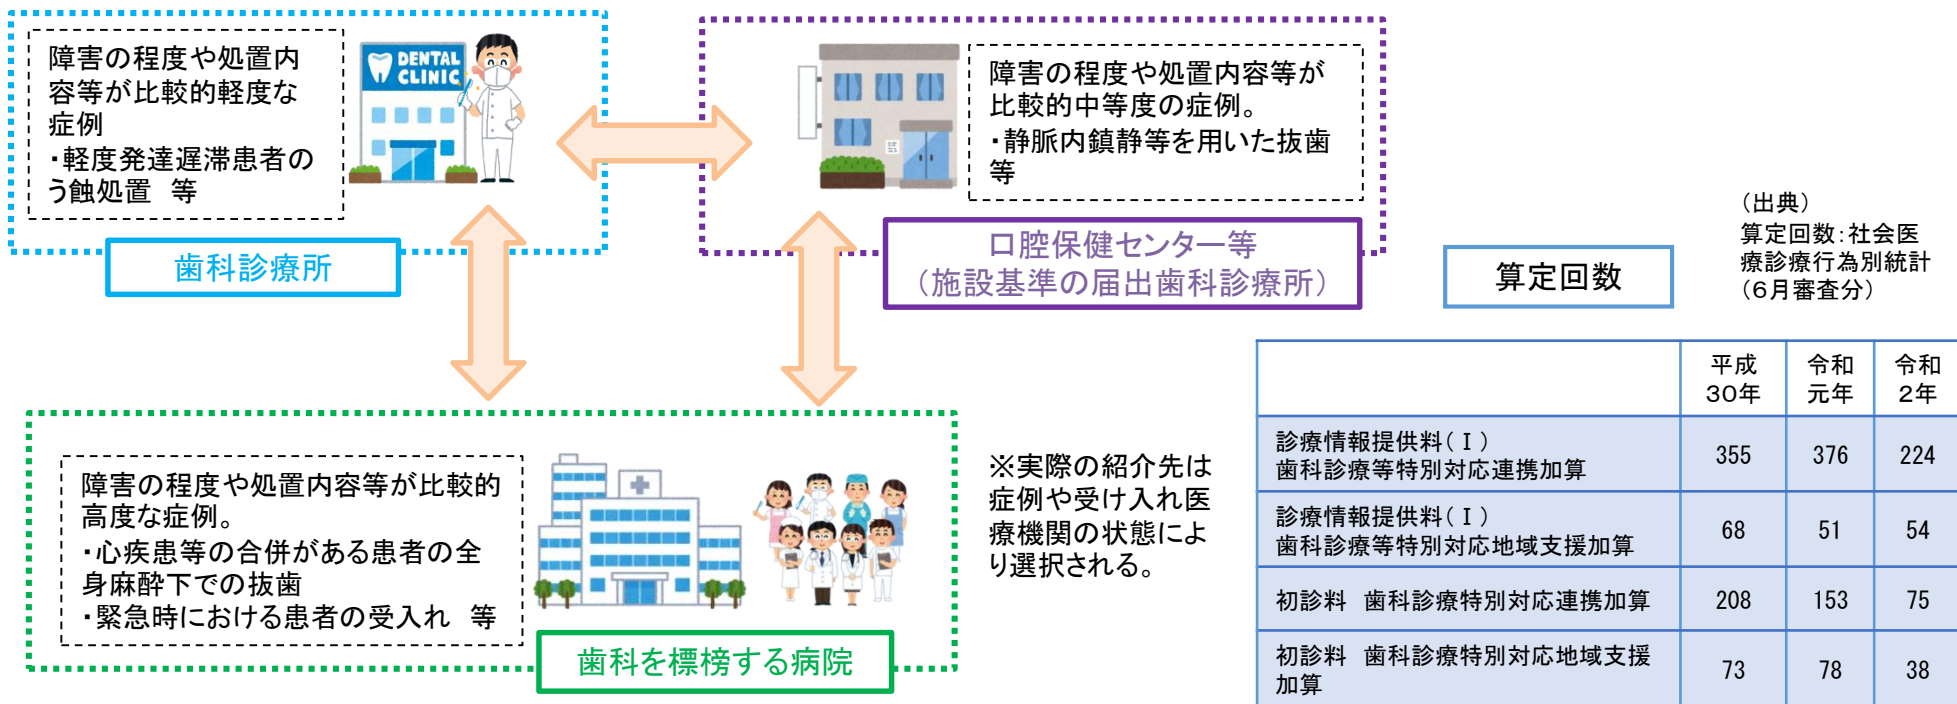 障害の程度や処置内
容等が比較的軽度な
症例
・軽度発達遅滞患者の
う蝕処置　等
DENTAL
CLINIC
歯科診療所
障害の程度や処置内容等が
比較的中等度の症例。
・静脈内鎮静等を用いた抜歯
等
口腔保健センター等
（施設基準の届出歯科診療所）
障害の程度や処置内容等が比較的
高度な症例。
・心疾患等の合併がある患者の全
身麻酔下での抜歯
・緊急時における患者の受入れ　等
歯科を標榜する病院
※実際の紹介先は
症例や受け入れ医
療機関の状態によ
り選択される。
算定回数
（出典）
算定回数：社会医
療診療行為別統計
（６月審査分）
平成
30年
令和
元年
令和
2年
診療情報提供料（Ⅰ）
歯科診療等特別対応連携加算
355
376
224
診療情報提供料（Ⅰ）
歯科診療等特別対応地域支援加算
68
51
54
初診料　歯科診療特別対応連携加算
208
153
75
初診料　歯科診療特別対応地域支援
加算
73
78
38